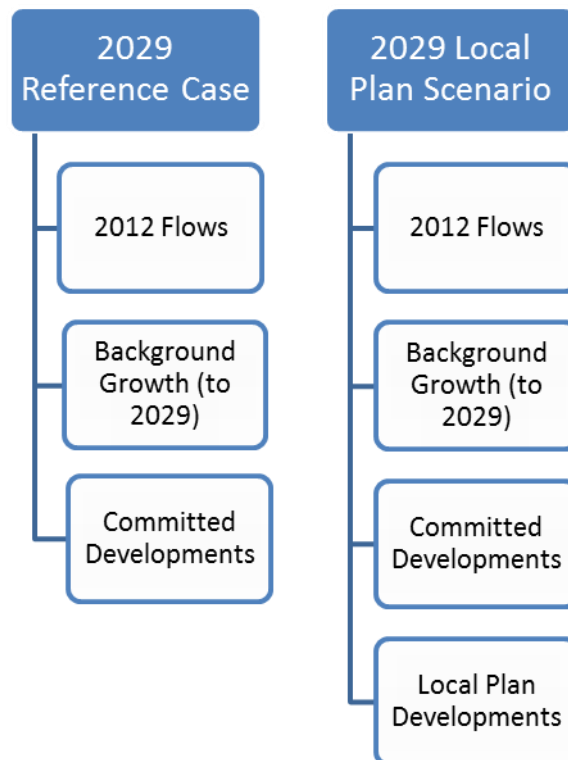 2029
Reference Case
2012 Flows
Background
Growth (to
2029)
Committed
Developments
2029 Local
Plan Scenario
2012 Flows
Background
Growth (to
2029)
Committed
Developments
Local Plan
Developments